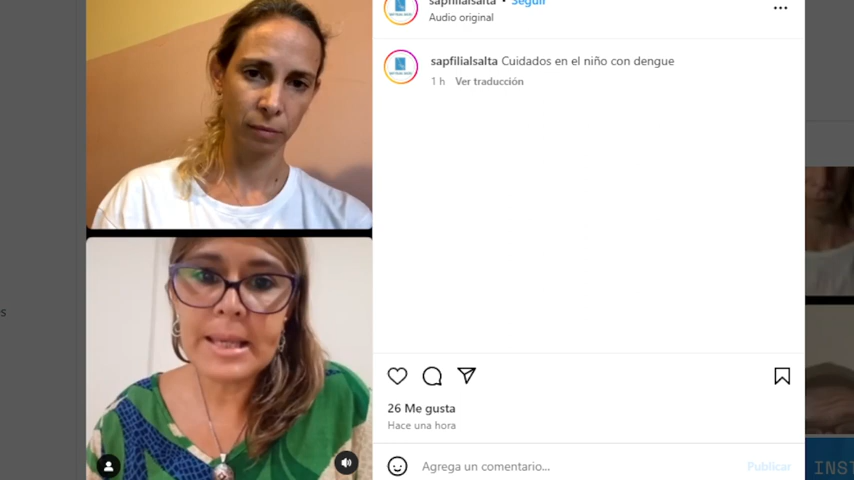 sapfilialsalta • Seguir
Audio original
sapfilialsalta Cuidados en el niño con dengue
1 h Ver traducción
s
26 Me gusta
Hace una hora
Agrega un comentario...
Publicar
INST